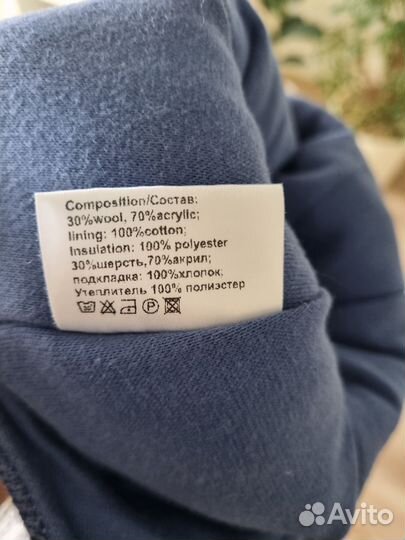 Composition/Состав:
30%wool, 70%acrylic;
lining: 100%cotton;
Insulation: 100% polyester
30%шерсть,70%акрил;
подкладка: 100%хлопок;
Утеплитель 100% полиэстер
Avito